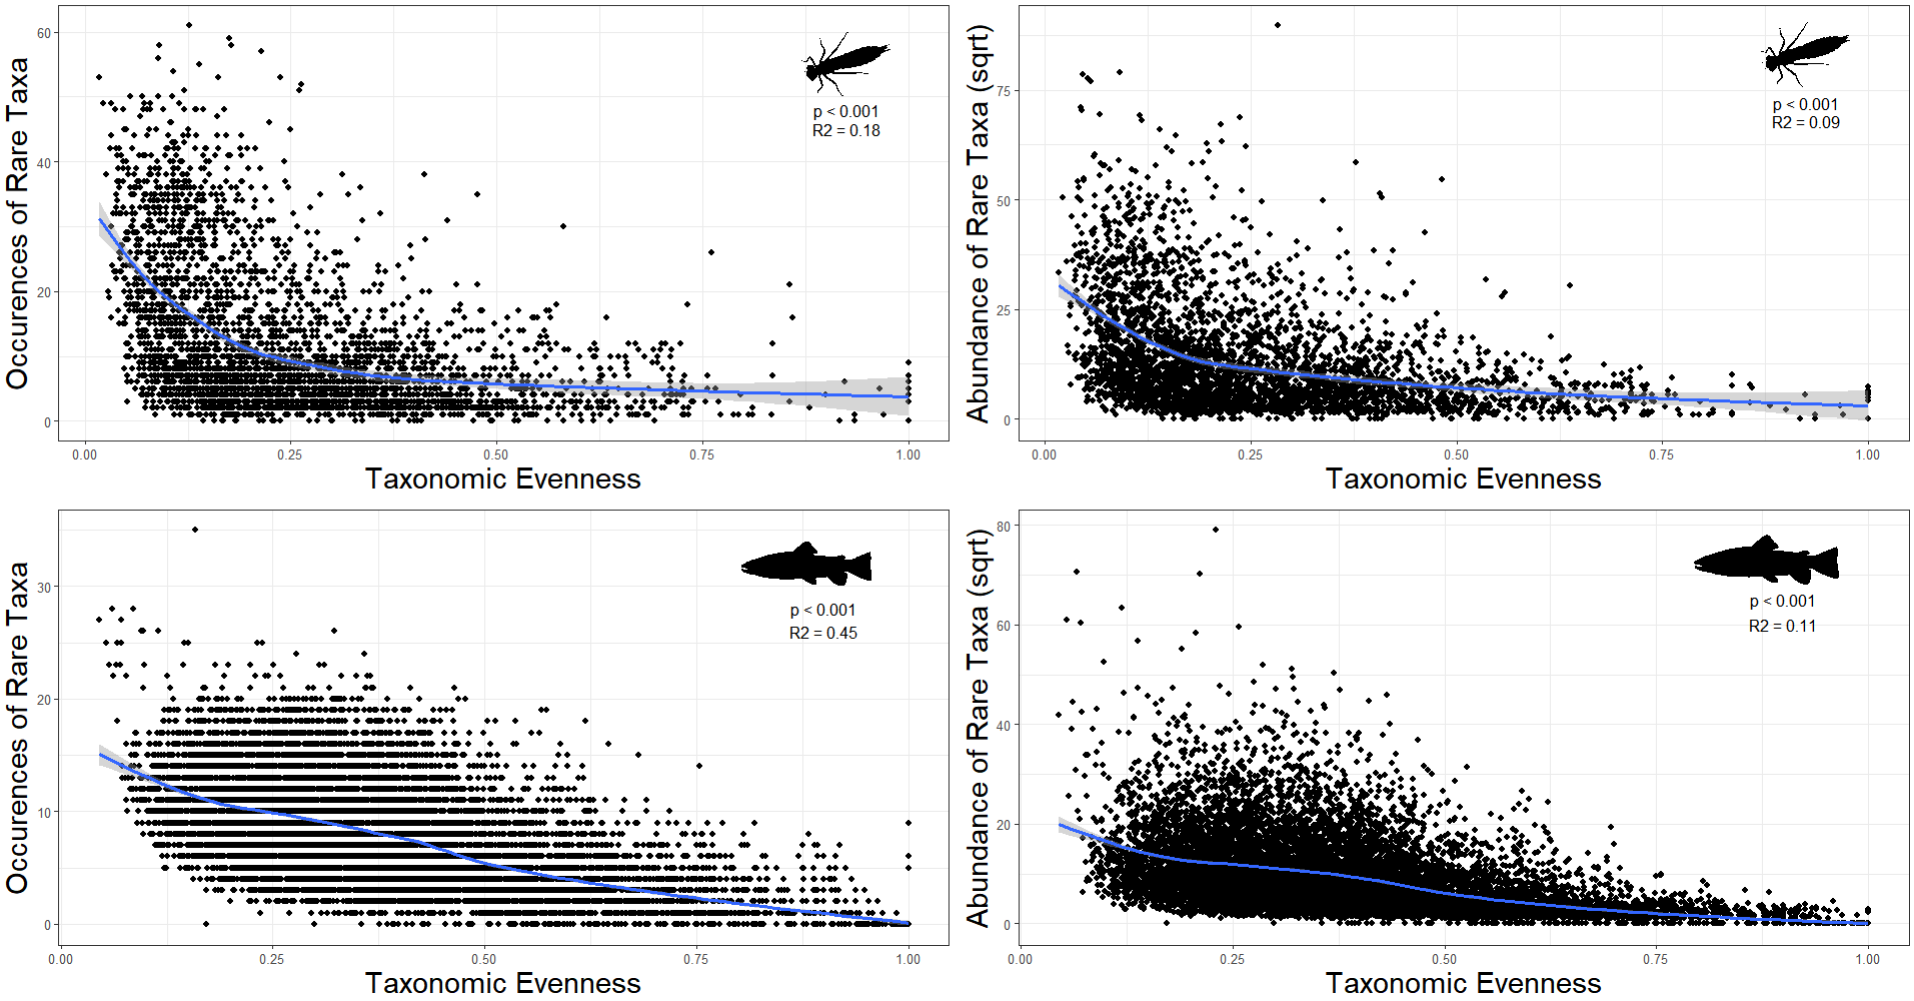 Occurences of Rare Taxa
60
40
20
0
p < 0.001
R2 = 0.18
0.00 0.25 0.50 0.75 1.00
Taxonomic Evenness
Abundance of Rare Taxa (sqrt)
75
50
25
0
p < 0.001
R2 = 0.09
0.00 0.25 0.50 0.75 1.00
Taxonomic Evenness
Occurences of Rare Taxa
30
20
10
0
p < 0.001
R2 = 0.45
0.00 0.25 0.50 0.75 1.00
Taxonomic Evenness
Abundance of Rare Taxa (sqrt)
80
60
40
20
0
p < 0.001
R2 = 0.11
0.00 0.25 0.50 0.75 1.00
Taxonomic Evenness